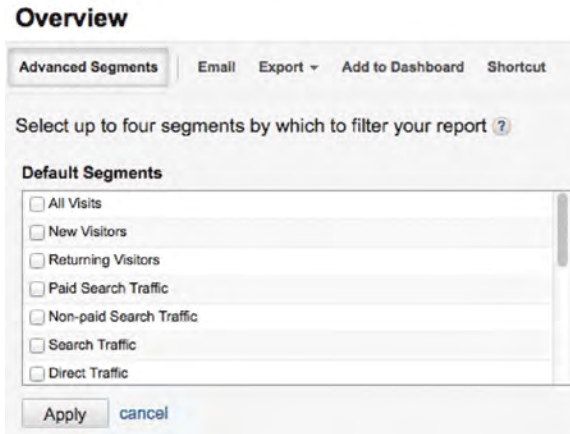 Overview
Advanced Segments Email Export Add to Dashboard Shortcut
Select up to four segments by which to filter your report ?
Default Segments
All Visits
New Visitors
Returning Visitors
Paid Search Traffic
Non-paid Search Traffic
Search Traffic
Direct Traffic
Apply cancel